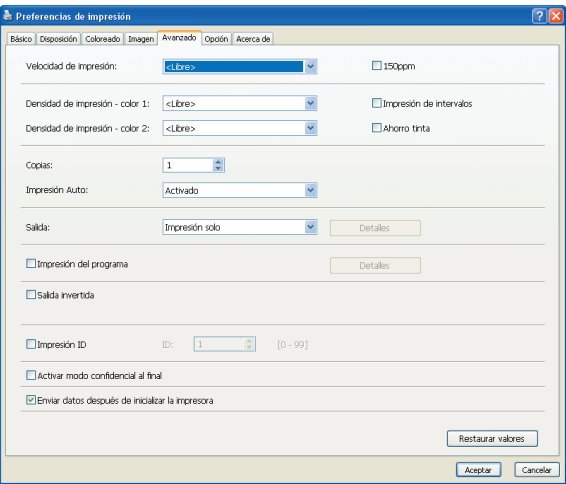 Preferencias de impresión
Básico Disposición Coloreado Imagen Avanzado Opción Acerca de
Velocidad de impresión: <Libre> 150ppm
Densidad de impresión - color 1: <Libre> Impresión de intervalos
Densidad de impresión - color 2: <Libre> Ahorro tinta
Copias: 1
Impresión Auto: Activado
Salida: Impresión solo Detalles
Impresión del programa Detalles
Salida invertida
Impresión ID ID: 1 [0 - 99]
Activar modo confidencial al final
Enviar datos después de inicializar la impresora
Restaurar valores
Aceptar Cancelar